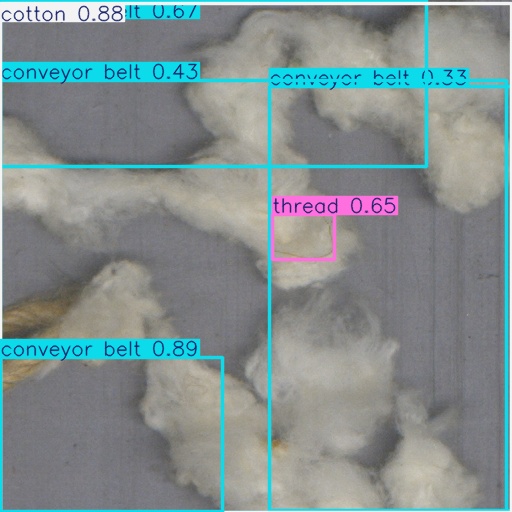 cotton 0.88
lt 0.67
conveyor belt 0.43
conveyor belt 0.33
thread 0.65
conveyor belt 0.89